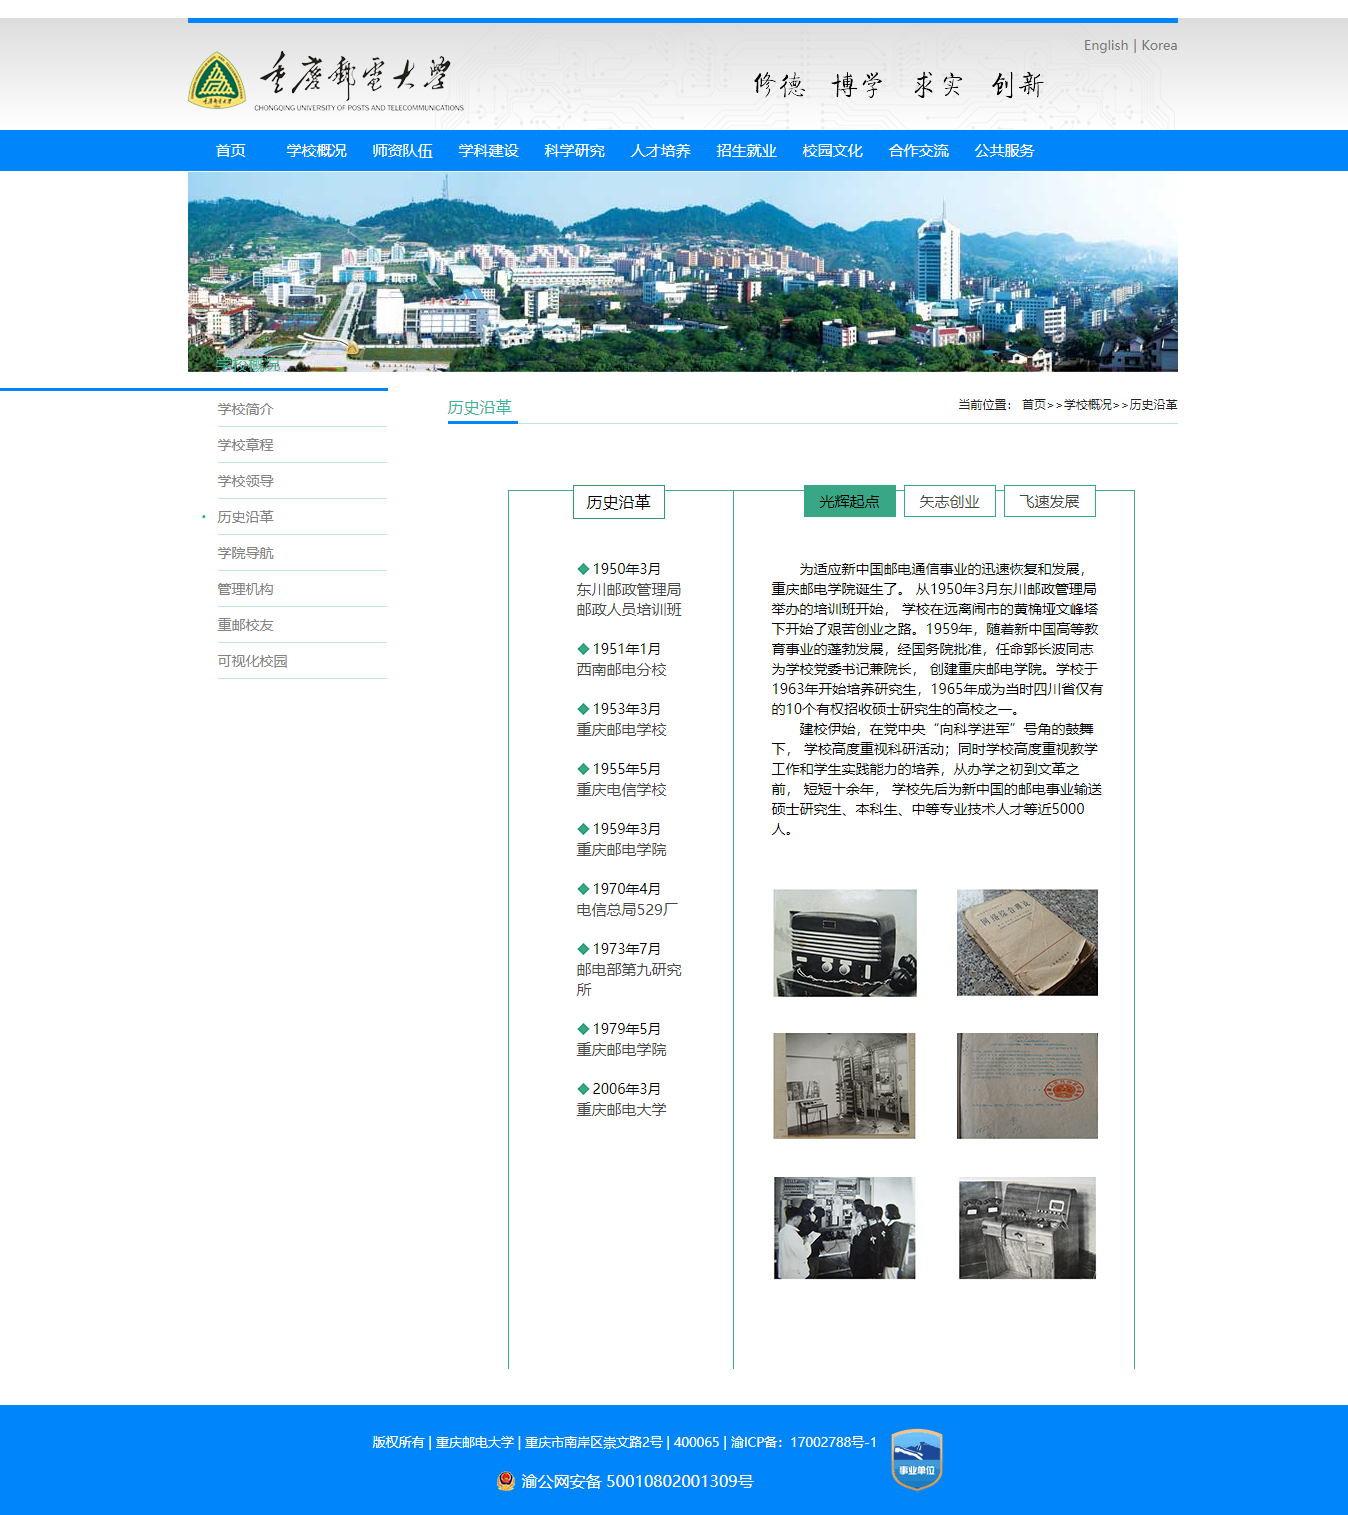 English | Korea
重庆邮电大学
CHONGQING UNIVERSITY OF POSTS AND TELECOMMUNICATIONS
修德 博学 求实 创新
首页 学校概况 师资队伍 学科建设 科学研究 人才培养 招生就业 校园文化 合作交流 公共服务
学校概况
学校简介
学校章程
学校领导
历史沿革
学院导航
管理机构
重邮校友
可视化校园
历史沿革
当前位置： 首页>>学校概况>>历史沿革
历史沿革
1950年3月
东川邮政管理局
邮政人员培训班
1951年1月
西南邮电分校
1953年3月
重庆邮电学校
1955年5月
重庆电信学校
1959年3月
重庆邮电学院
1970年4月
电信总局529厂
1973年7月
邮电部第九研究
所
1979年5月
重庆邮电学院
2006年3月
重庆邮电大学
光辉起点 矢志创业 飞速发展
为适应新中国邮电通信事业的迅速恢复和发展，
重庆邮电学院诞生了。 从1950年3月东川邮政管理局
举办的培训班开始， 学校在远离闹市的黄桷垭文峰塔
下开始了艰苦创业之路。1959年，随着新中国高等教
育事业的蓬勃发展，经国务院批准，任命郭长波同志
为学校党委书记兼院长， 创建重庆邮电学院。学校于
1963年开始培养研究生，1965年成为当时四川省仅有
的10个有权招收硕士研究生的高校之一。
建校伊始，在党中央“向科学进军”号角的鼓舞
下， 学校高度重视科研活动；同时学校高度重视教学
工作和学生实践能力的培养，从办学之初到文革之
前， 短短十余年， 学校先后为新中国的邮电事业输送
硕士研究生、本科生、中等专业技术人才等近5000
人。
版权所有 | 重庆邮电大学 | 重庆市南岸区崇文路2号 | 400065 | 渝ICP备：17002788号-1
事业单位
渝公网安备 50010802001309号